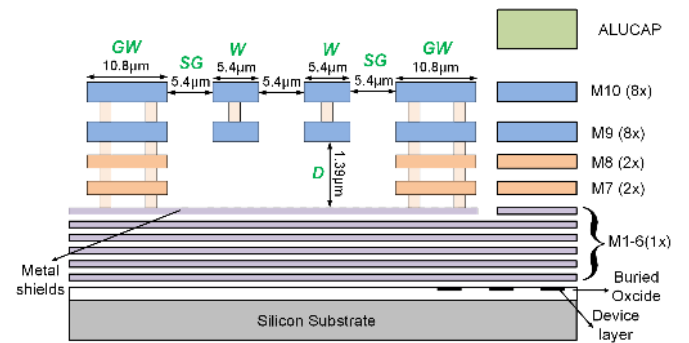 GW
W
W
GW
ALUCAP
10.8µm
SG
5.4µm
5.4µm
SG
10.8µm
5.4µm
5.4µm
5.4µm
M10 (8x)
M9 (8x)
D
1.39µm
M8 (2x)
M7 (2x)
M1-6(1x)
Metal
shields
Buried
Oxcide
Device
layer
Silicon Substrate